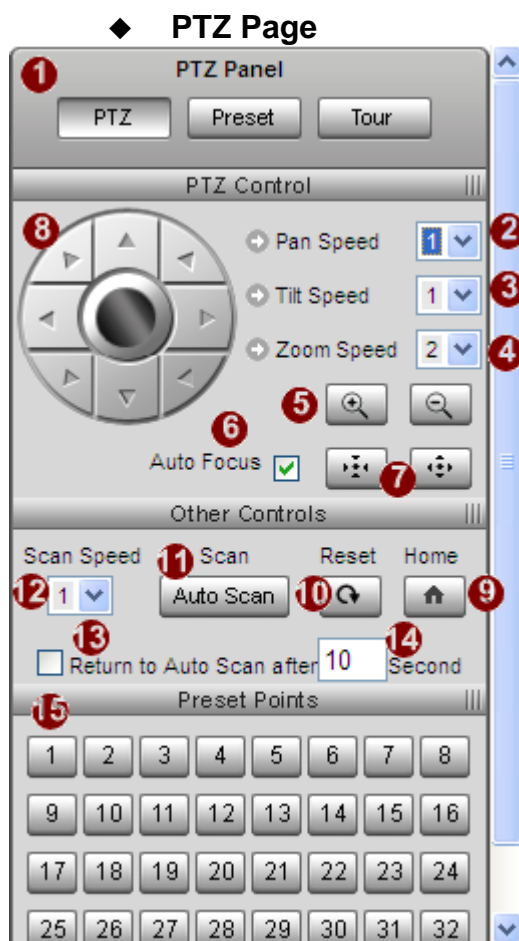 ◆ PTZ Page
1 PTZ Panel
PTZ Preset Tour
PTZ Control
8 Pan Speed 1 2
Tilt Speed 1 3
Zoom Speed 2 4
5
6
Auto Focus 7
Other Controls
Scan Speed 11 Scan Reset Home
12 1 Auto Scan 10 9
13 14
Return to Auto Scan after 10 Second
15 Preset Points
1 2 3 4 5 6 7 8
9 10 11 12 13 14 15 16
17 18 19 20 21 22 23 24
25 26 27 28 29 30 31 32